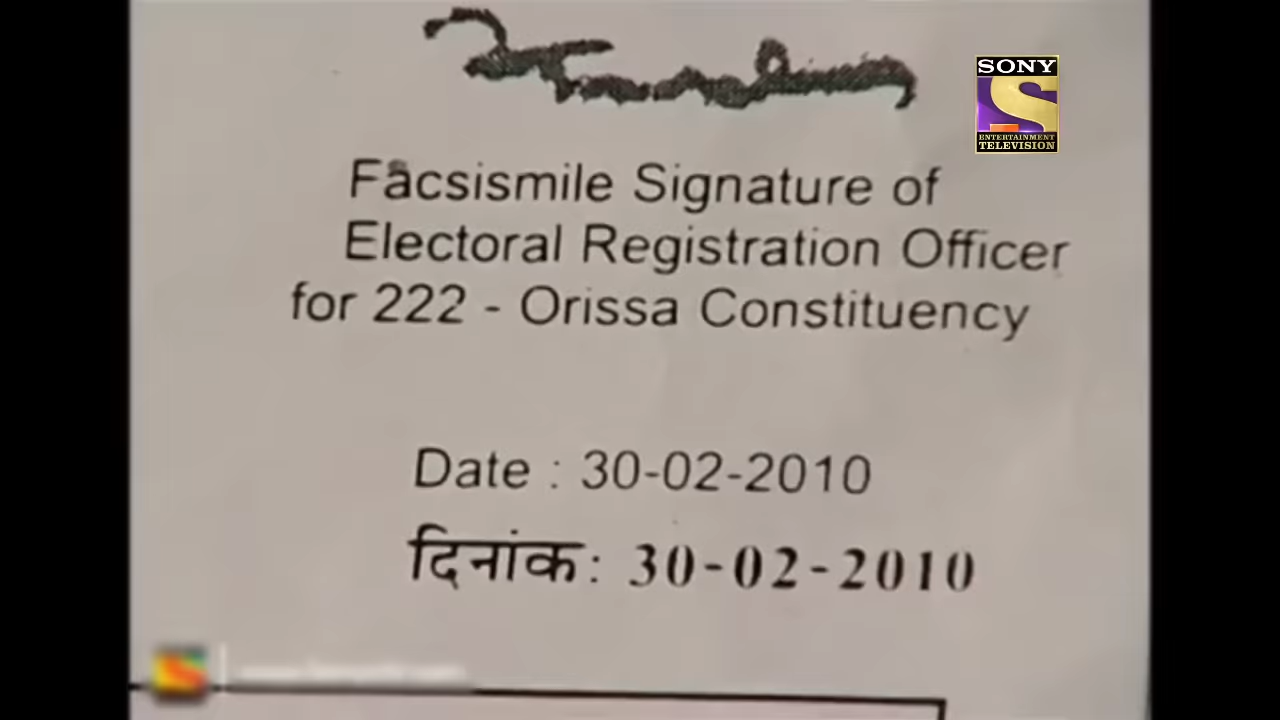 SONY
ENTERTAINMENT
TELEVISION
Facsismile Signature of
Electoral Registration Officer
for 222 - Orissa Constituency
Date : 30-02-2010
दिनांक: 30-02-2010